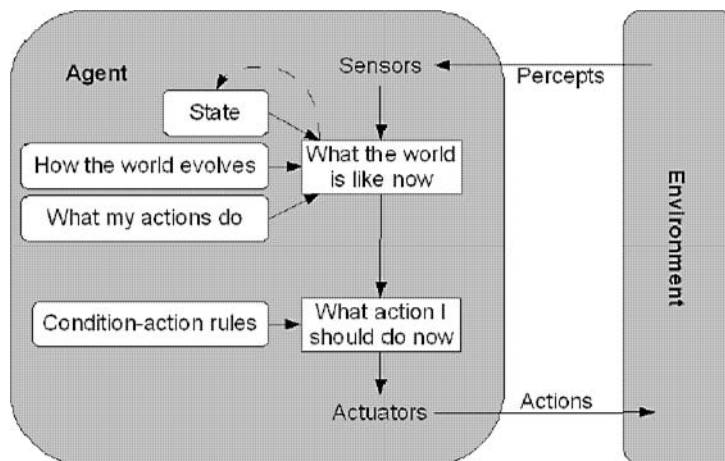 Agent
Sensors
Percepts
State
How the world evolves
What the world
is like now
What my actions do
Environment
Condition-action rules
What action I
should do now
Actuators
Actions